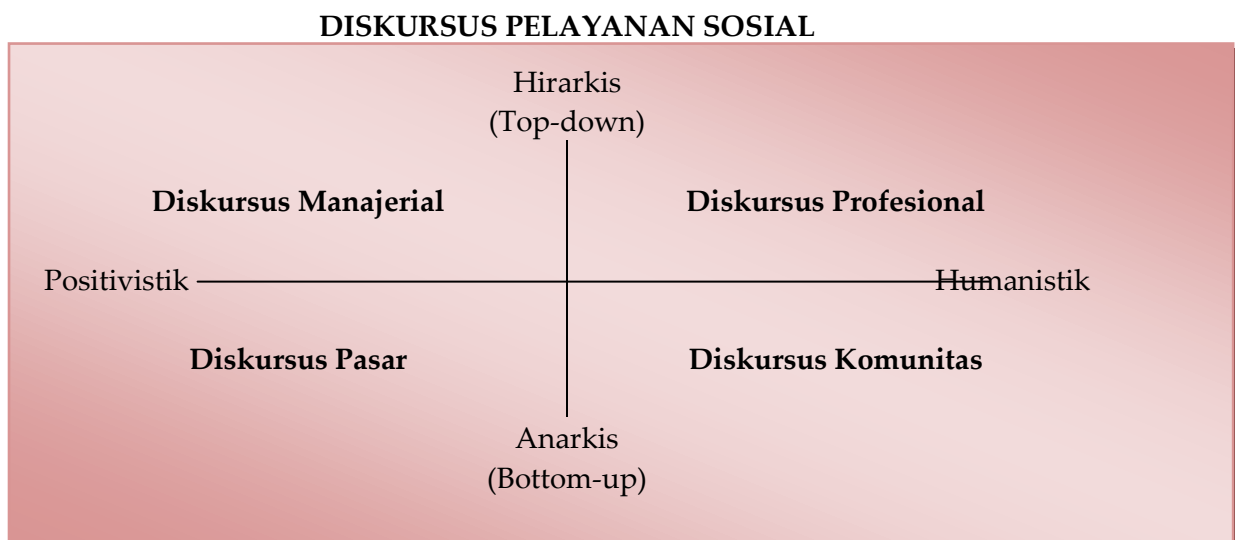 DISKURSUS PELAYANAN SOSIAL
Hirarkis
(Top-down)
Diskursus Manajerial
Diskursus Profesional
Positivistik
Humanistik
Diskursus Pasar
Diskursus Komunitas
Anarkis
(Bottom-up)